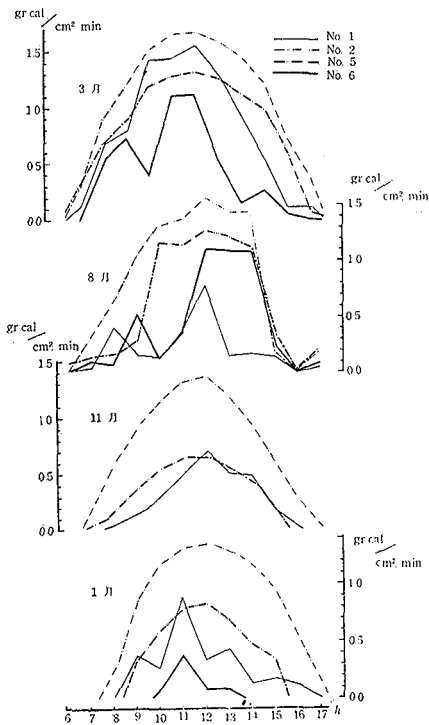 gr cal
cm² min
No. 1
No. 2
No. 5
No. 6
1.5
1.0
0.5
0.0
3 月
gr cal
cm² min
1.5
1.0
0.5
0.0
8 月
gr cal
cm² min
1.5
1.0
0.5
0.0
11 月
gr cal
cm² min
1.0
0.5
0.0
1 月
6 7 8 9 10 11 12 13 14 15 16 17 h